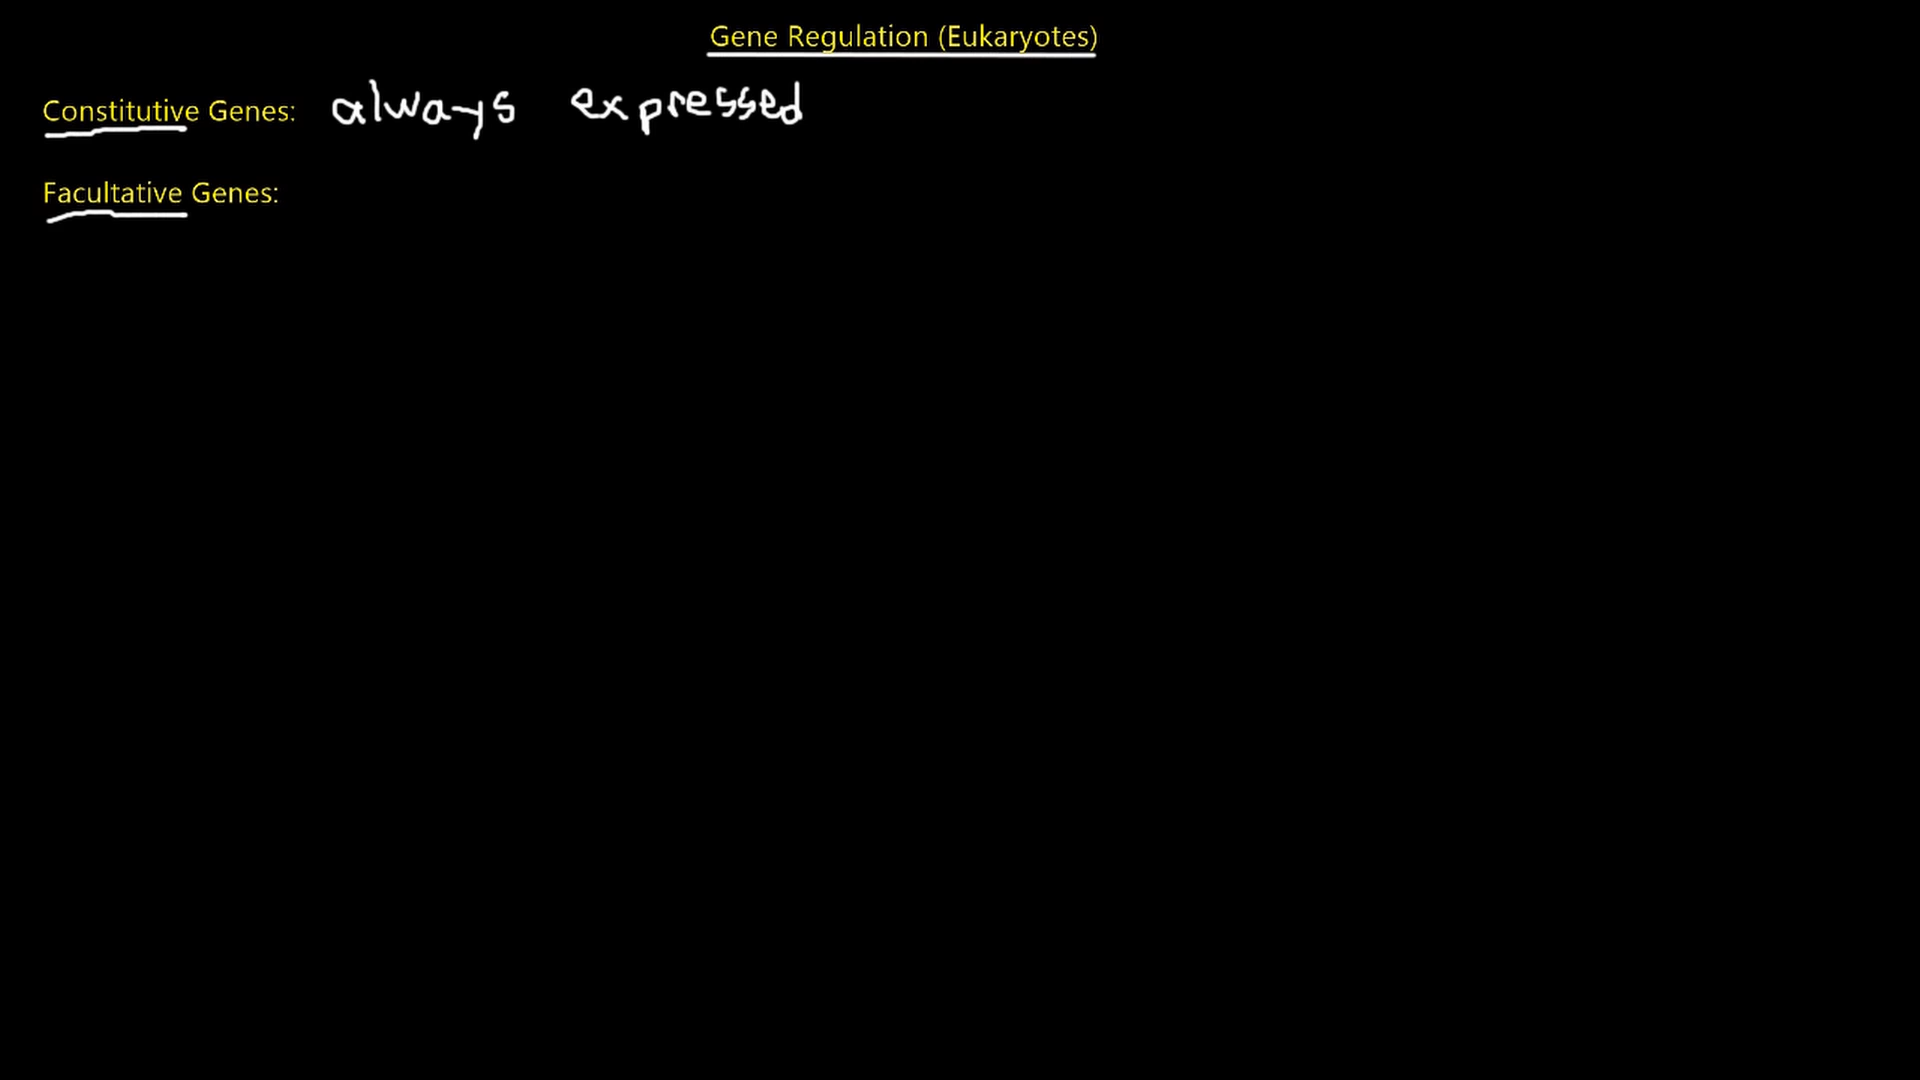 Gene Regulation (Eukaryotes)
Constitutive Genes: always expressed
Facultative Genes: